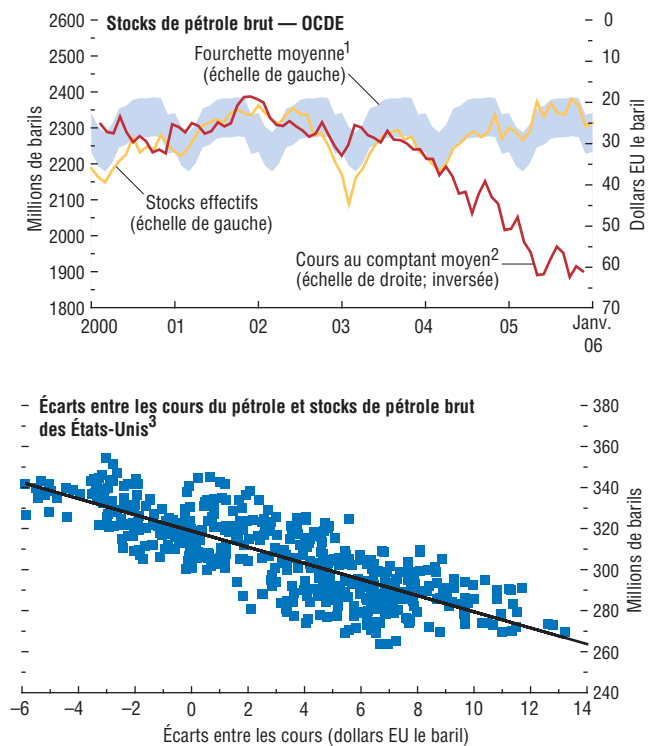 Stocks de pétrole brut — OCDE
2600
2500
2400
2300
2200
2100
2000
1900
1800
Millions de barils
0
10
20
30
40
50
60
70
Dollars EU le baril
Fourchette moyenne1
(échelle de gauche)
Stocks effectifs
(échelle de gauche)
Cours au comptant moyen2
(échelle de droite; inversée)
2000 01 02 03 04 05 Janv.
06
Écarts entre les cours du pétrole et stocks de pétrole brut
des États-Unis3
380
360
340
320
300
280
260
240
Millions de barils
–6 –4 –2 0 2 4 6 8 10 12 14
Écarts entre les cours (dollars EU le baril)